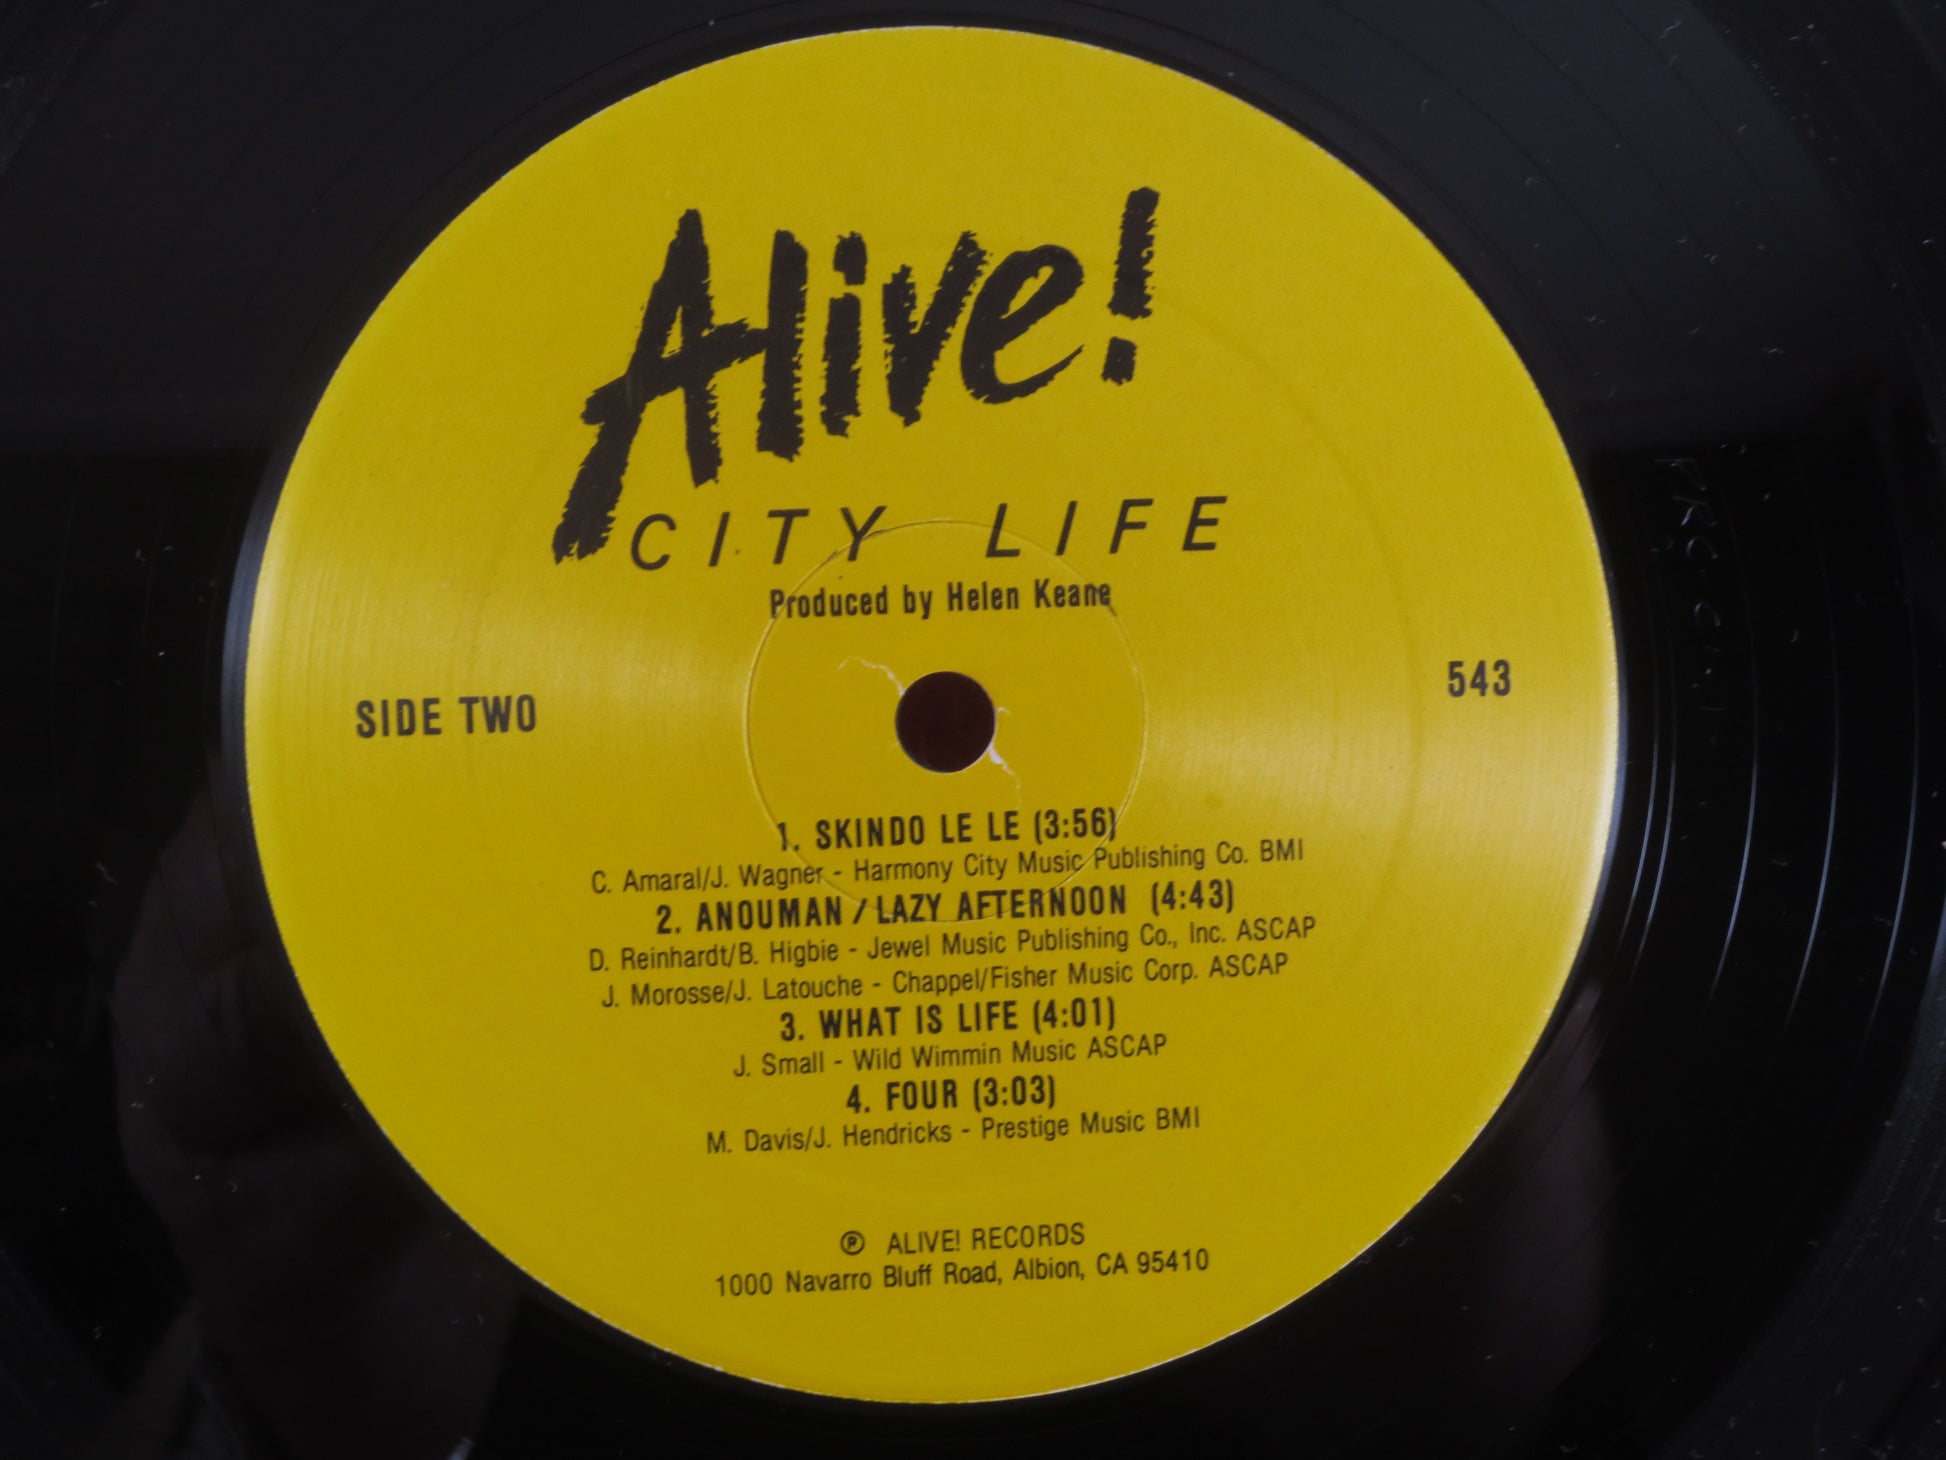 Alive!
CITY LIFE
Produced by Helen Keane
SIDE TWO
543
1. SKINDO LE LE (3:56)
C. Amaral/J. Wagner - Harmony City Music Publishing Co. BMI
2. ANOUMAN / LAZY AFTERNOON (4:43)
D. Reinhardt/B. Higbie - Jewel Music Publishing Co., Inc. ASCAP
J. Morosse/J. Latouche - Chappel/Fisher Music Corp. ASCAP
3. WHAT IS LIFE (4:01)
J. Small - Wild Wimmin Music ASCAP
4. FOUR (3:03)
M. Davis/J. Hendricks - Prestige Music BMI
℗ ALIVE! RECORDS
1000 Navarro Bluff Road, Albion, CA 95410